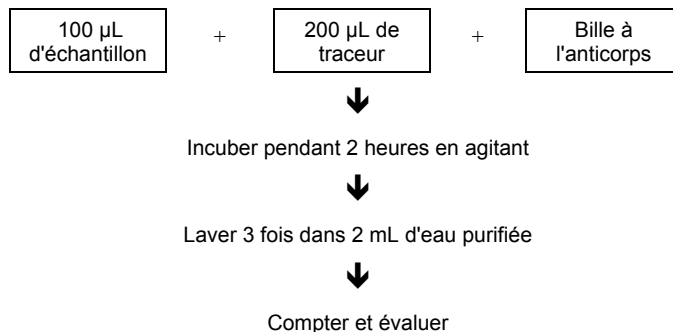 100 µL d'échantillon + 200 µL de traceur + Bille à l'anticorps
Incuber pendant 2 heures en agitant
Laver 3 fois dans 2 mL d'eau purifiée
Compter et évaluer